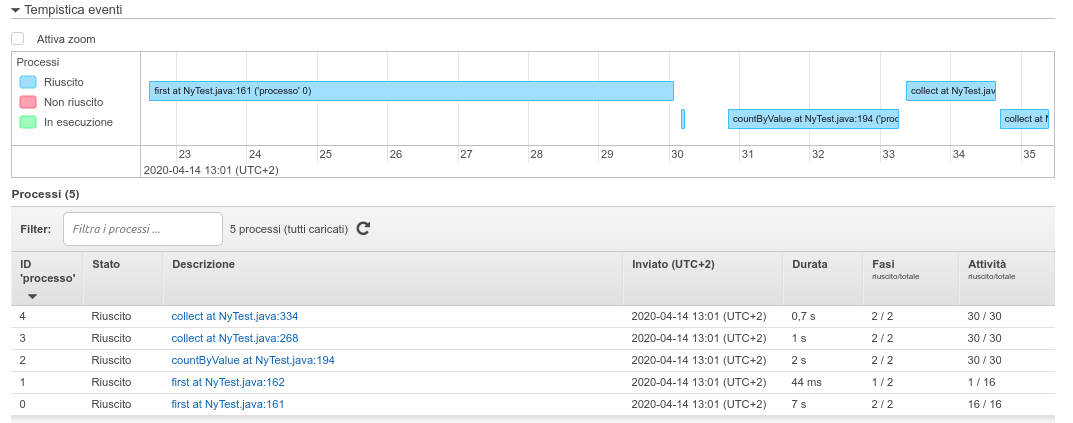 Tempistica eventi
Attiva zoom
Processi
Riuscito
Non riuscito
In esecuzione
first at NyTest.java:161 ('processo' 0)
collect at NyTest.jav
countByValue at NyTest.java:194 ('proc
collect at N
23 24 25 26 27 28 29 30 31 32 33 34 35
2020-04-14 13:01 (UTC+2)
Processi (5)
Filter: Filtra i processi ... 5 processi (tutti caricati)
ID 'processo' Stato Descrizione Inviato (UTC+2) Durata Fasi riuscito/totale Attività riuscito/totale
4 Riuscito collect at NyTest.java:334 2020-04-14 13:01 (UTC+2) 0,7 s 2 / 2 30 / 30
3 Riuscito collect at NyTest.java:268 2020-04-14 13:01 (UTC+2) 1 s 2 / 2 30 / 30
2 Riuscito countByValue at NyTest.java:194 2020-04-14 13:01 (UTC+2) 2 s 2 / 2 30 / 30
1 Riuscito first at NyTest.java:162 2020-04-14 13:01 (UTC+2) 44 ms 1 / 2 1 / 16
0 Riuscito first at NyTest.java:161 2020-04-14 13:01 (UTC+2) 7 s 2 / 2 16 / 16